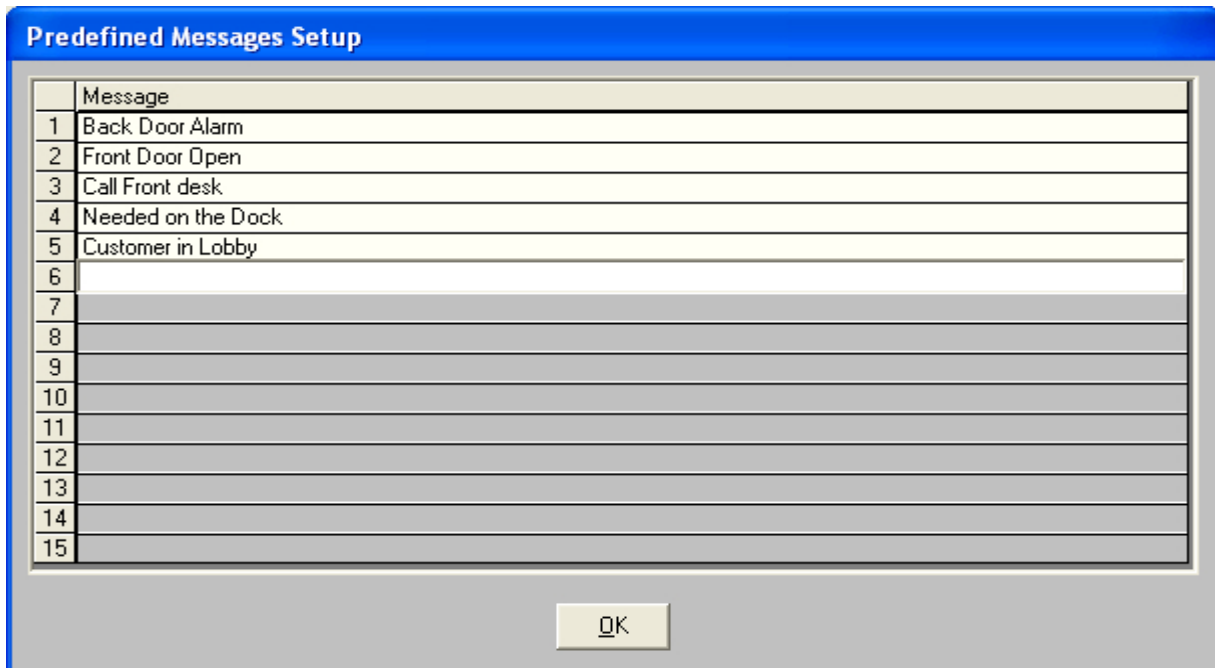 Predefined Messages Setup
Message
1 Back Door Alarm
2 Front Door Open
3 Call Front desk
4 Needed on the Dock
5 Customer in Lobby
6
7
8
9
10
11
12
13
14
15
OK